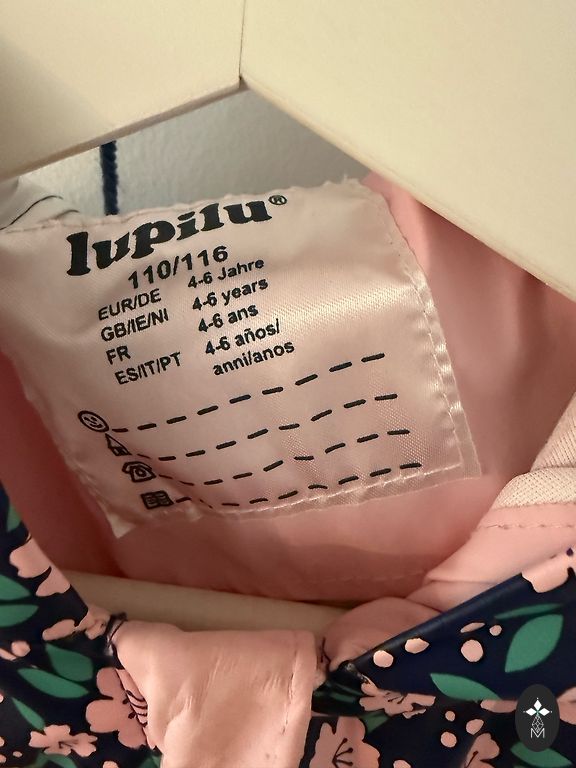 lupilu®
110/116
EUR/DE 4-6 Jahre
GB/IE/NI 4-6 years
FR 4-6 ans
ES/IT/PT 4-6 años/
anni/anos
M